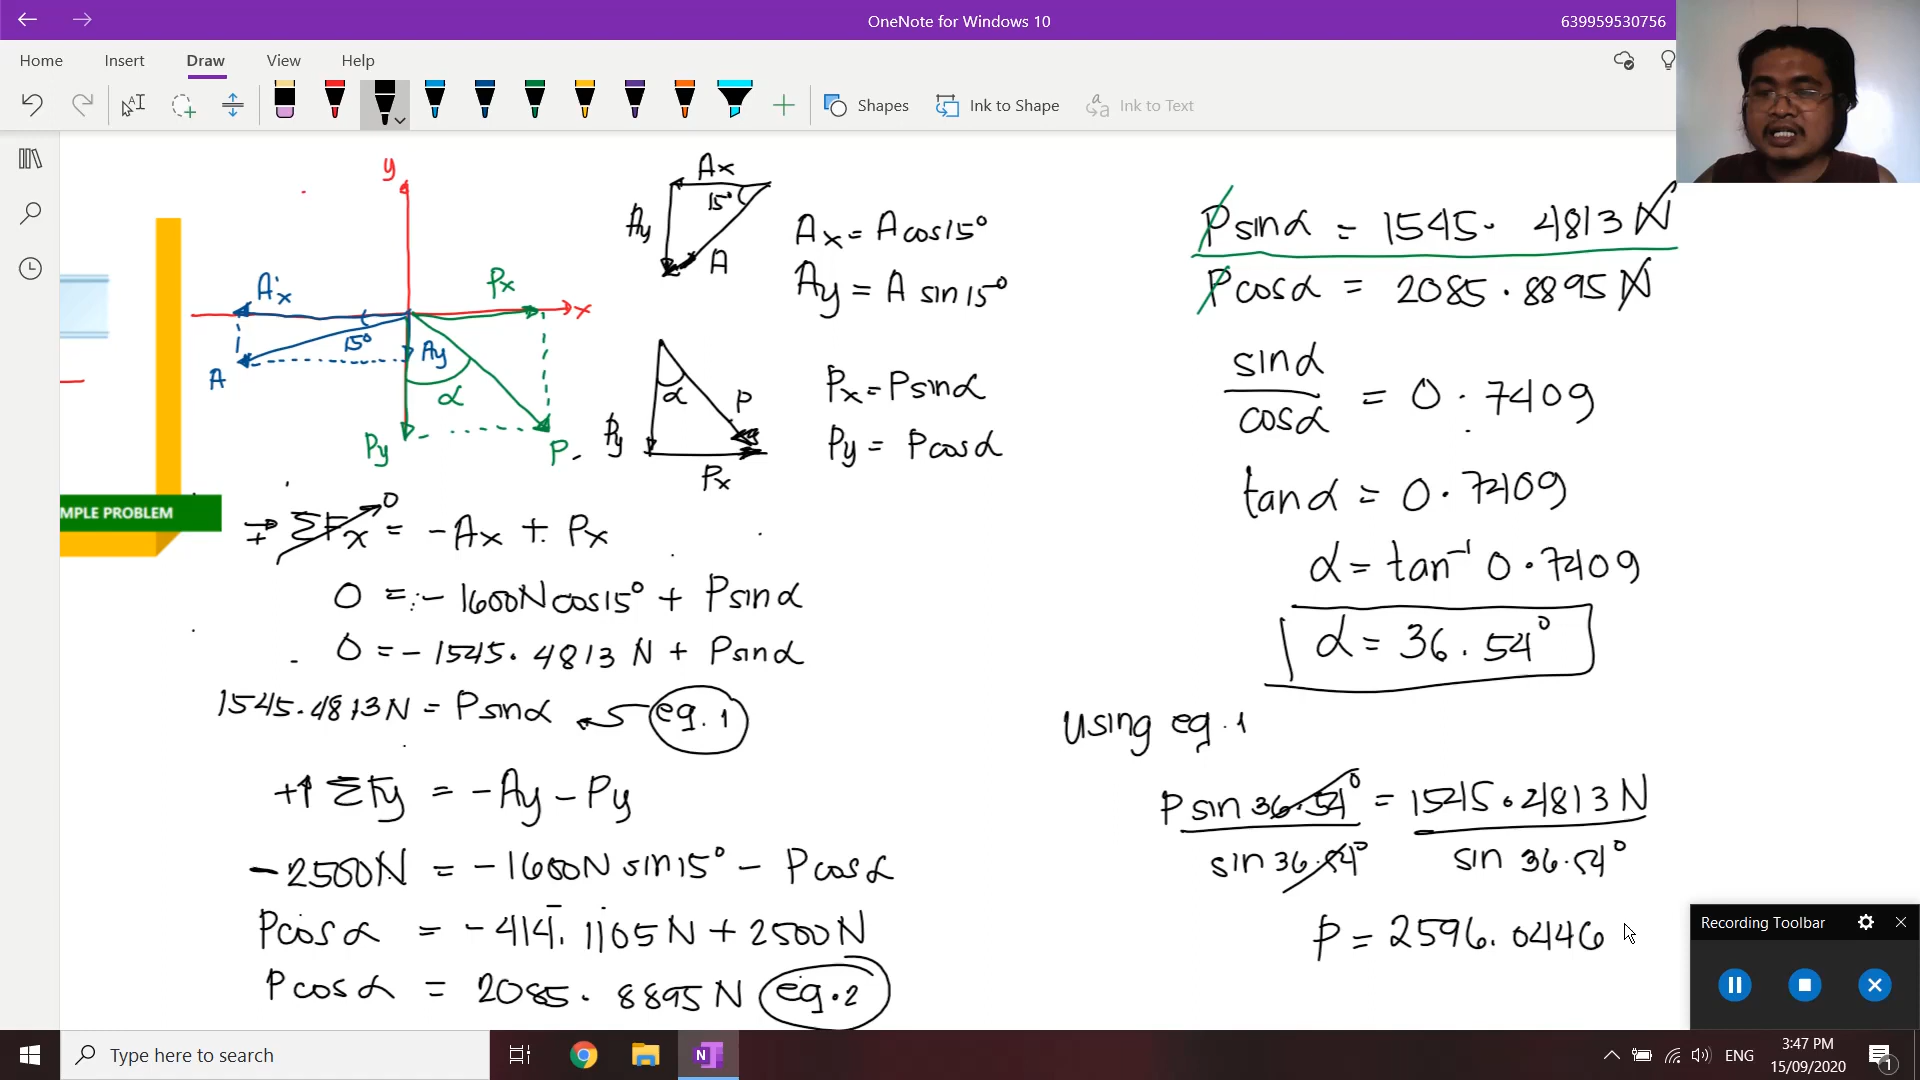 OneNote for Windows 10
639959530756
Home Insert Draw View Help
Shapes Ink to Shape Ink to Text
y
x
A'x
Px
15°
Ay
A
α
Py
P
Ax
15°
Ay
A
Ax = A cos15°
Ay = A sin15°
α
P
Py
Px
Px = P sinα
Py = P cosα
MPLE PROBLEM
→+ ΣFx 0 = -Ax + Px
0 = - 1600N cos15° + P sinα
0 = - 1545.4813 N + P sinα
1545.4813 N = P sinα eq. 1
+↑ ΣFy = -Ay - Py
-2500N = -1600N sin15° - P cosα
P cosα = -414.1105 N + 2500N
P cosα = 2085.8895 N eq. 2
P sinα = 1545.4813 N
P cosα = 2085.8895 N
sinα
cosα = 0.7409
tanα = 0.7409
α = tan⁻¹ 0.7409
α = 36.54°
Using eq. 1
P sin 36.54° = 1545.4813 N
sin 36.54° sin 36.54°
P = 2596.0446
Recording Toolbar
Type here to search
ENG
3:47 PM
15/09/2020
1